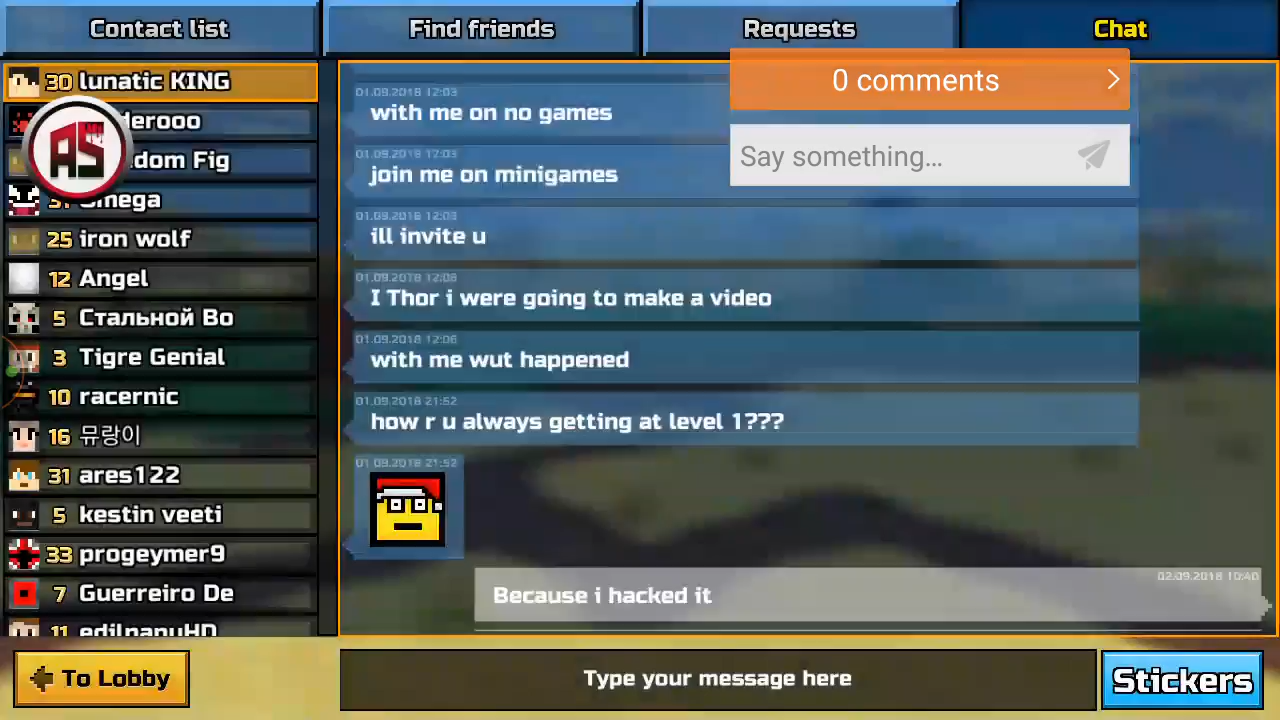 Contact list
Find friends
Requests
Chat
30 lunatic KING
derooo
dom Fig
Omega
25 iron wolf
12 Angel
5 Стальной Во
3 Tigre Genial
10 racernic
16 뮤랑이
31 ares122
5 kestin veeti
33 progeymer9
7 Guerreiro De
11 edilnanuHD
AS
0 comments
Say something...
01.09.2018 12:03
with me on no games
01.09.2018 12:03
join me on minigames
01.09.2018 12:03
ill invite u
01.09.2018 12:06
I Thor i were going to make a video
01.09.2018 12:06
with me wut happened
01.09.2018 21:52
how r u always getting at level 1???
01.09.2018 21:52
02.09.2018 10:40
Because i hacked it
To Lobby
Type your message here
Stickers